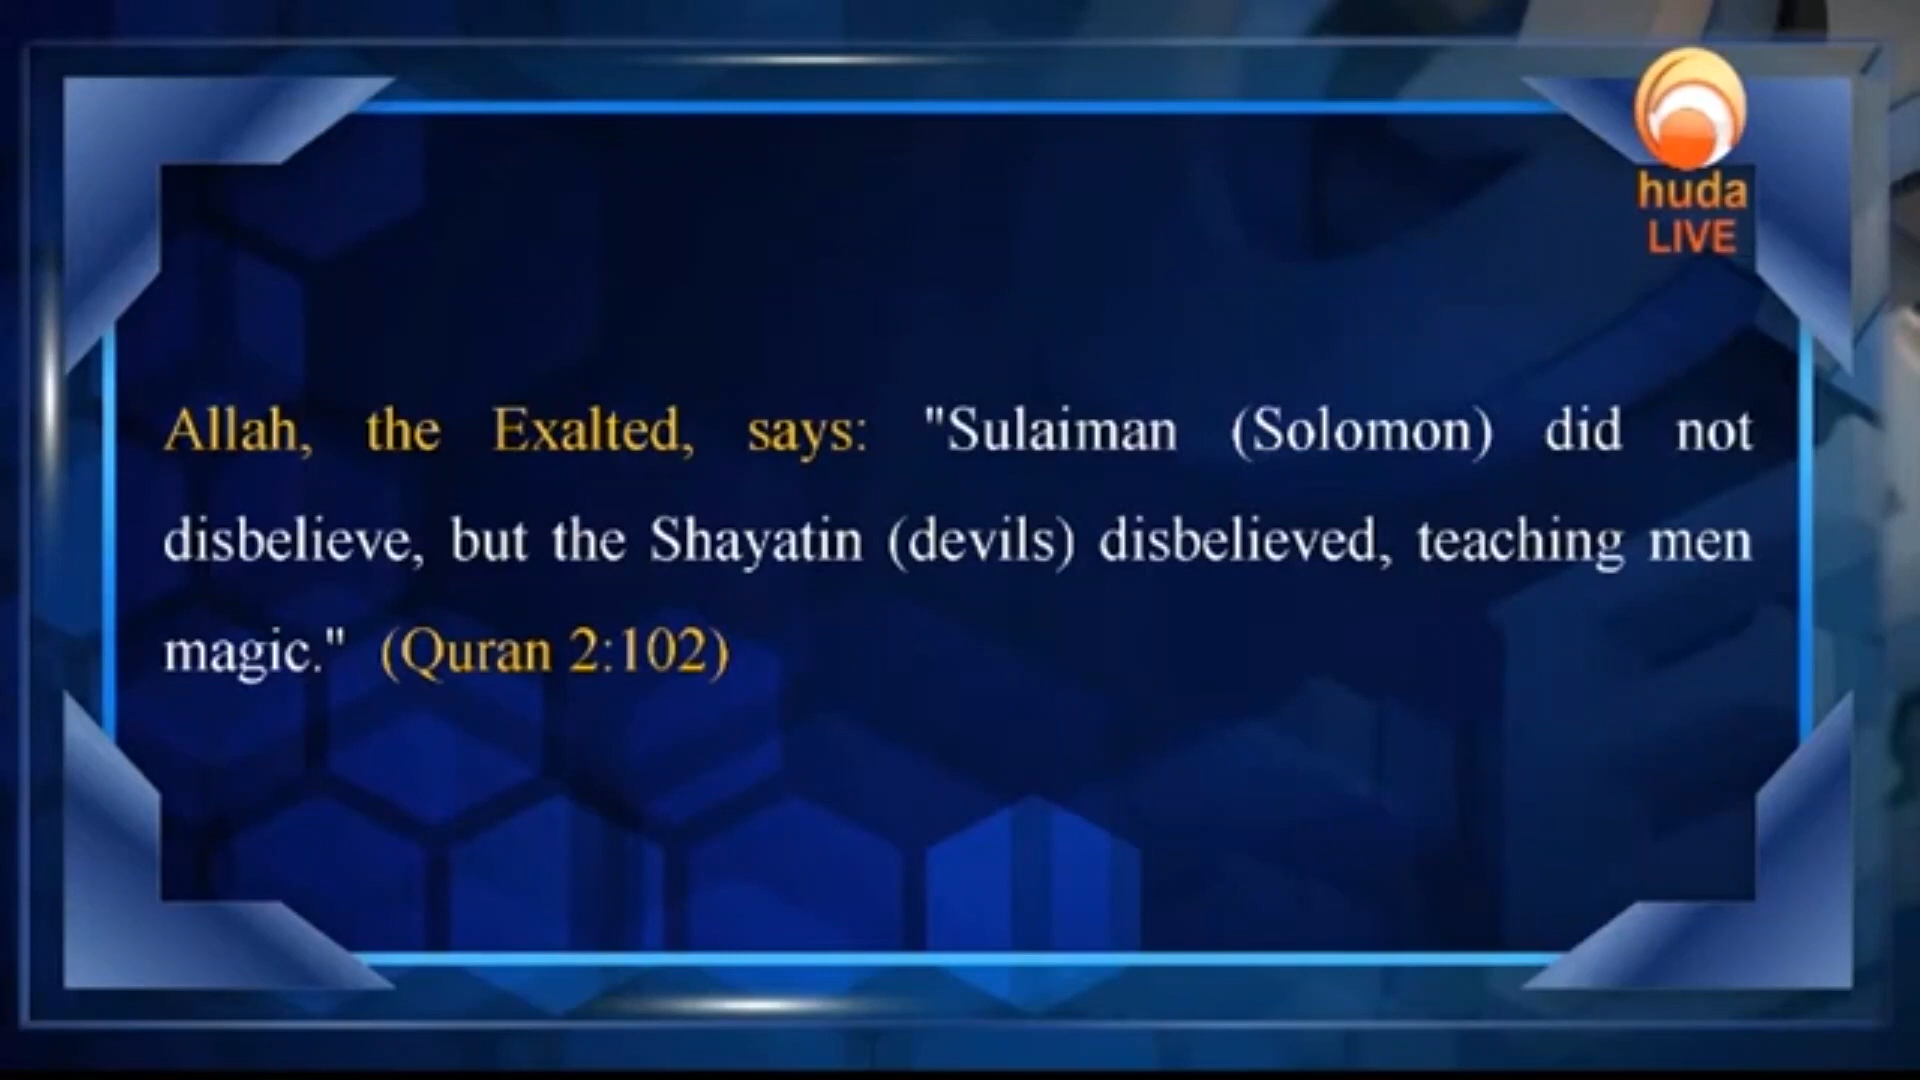 huda
LIVE
Allah, the Exalted, says: "Sulaiman (Solomon) did not
disbelieve, but the Shayatin (devils) disbelieved, teaching men
magic." (Quran 2:102)